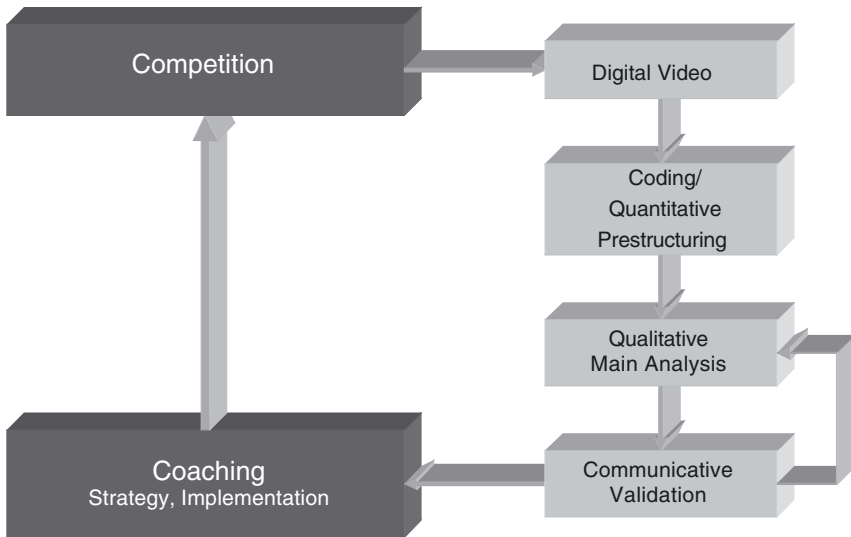 Competition
Digital Video
Coding/
Quantitative
Prestructuring
Qualitative
Main Analysis
Communicative
Validation
Coaching
Strategy, Implementation